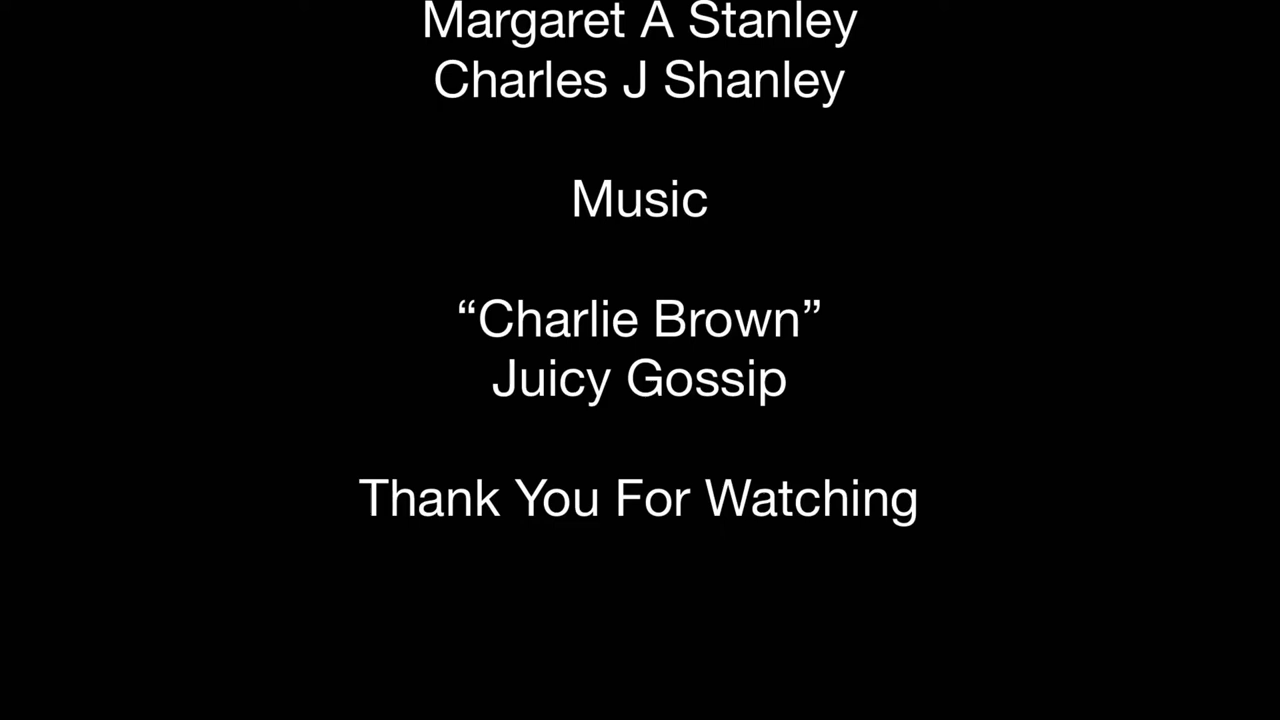 Margaret A Stanley
Charles J Shanley
Music
“Charlie Brown”
Juicy Gossip
Thank You For Watching